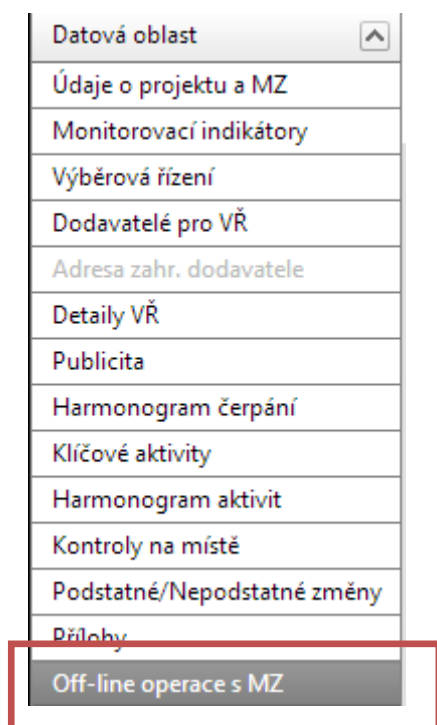 Datová oblast
Údaje o projektu a MZ
Monitorovací indikátory
Výběrová řízení
Dodavatelé pro VŘ
Adresa zahr. dodavatele
Detaily VŘ
Publicita
Harmonogram čerpání
Klíčové aktivity
Harmonogram aktivit
Kontroly na místě
Podstatné/Nepodstatné změny
Přílohy
Off-line operace s MZ